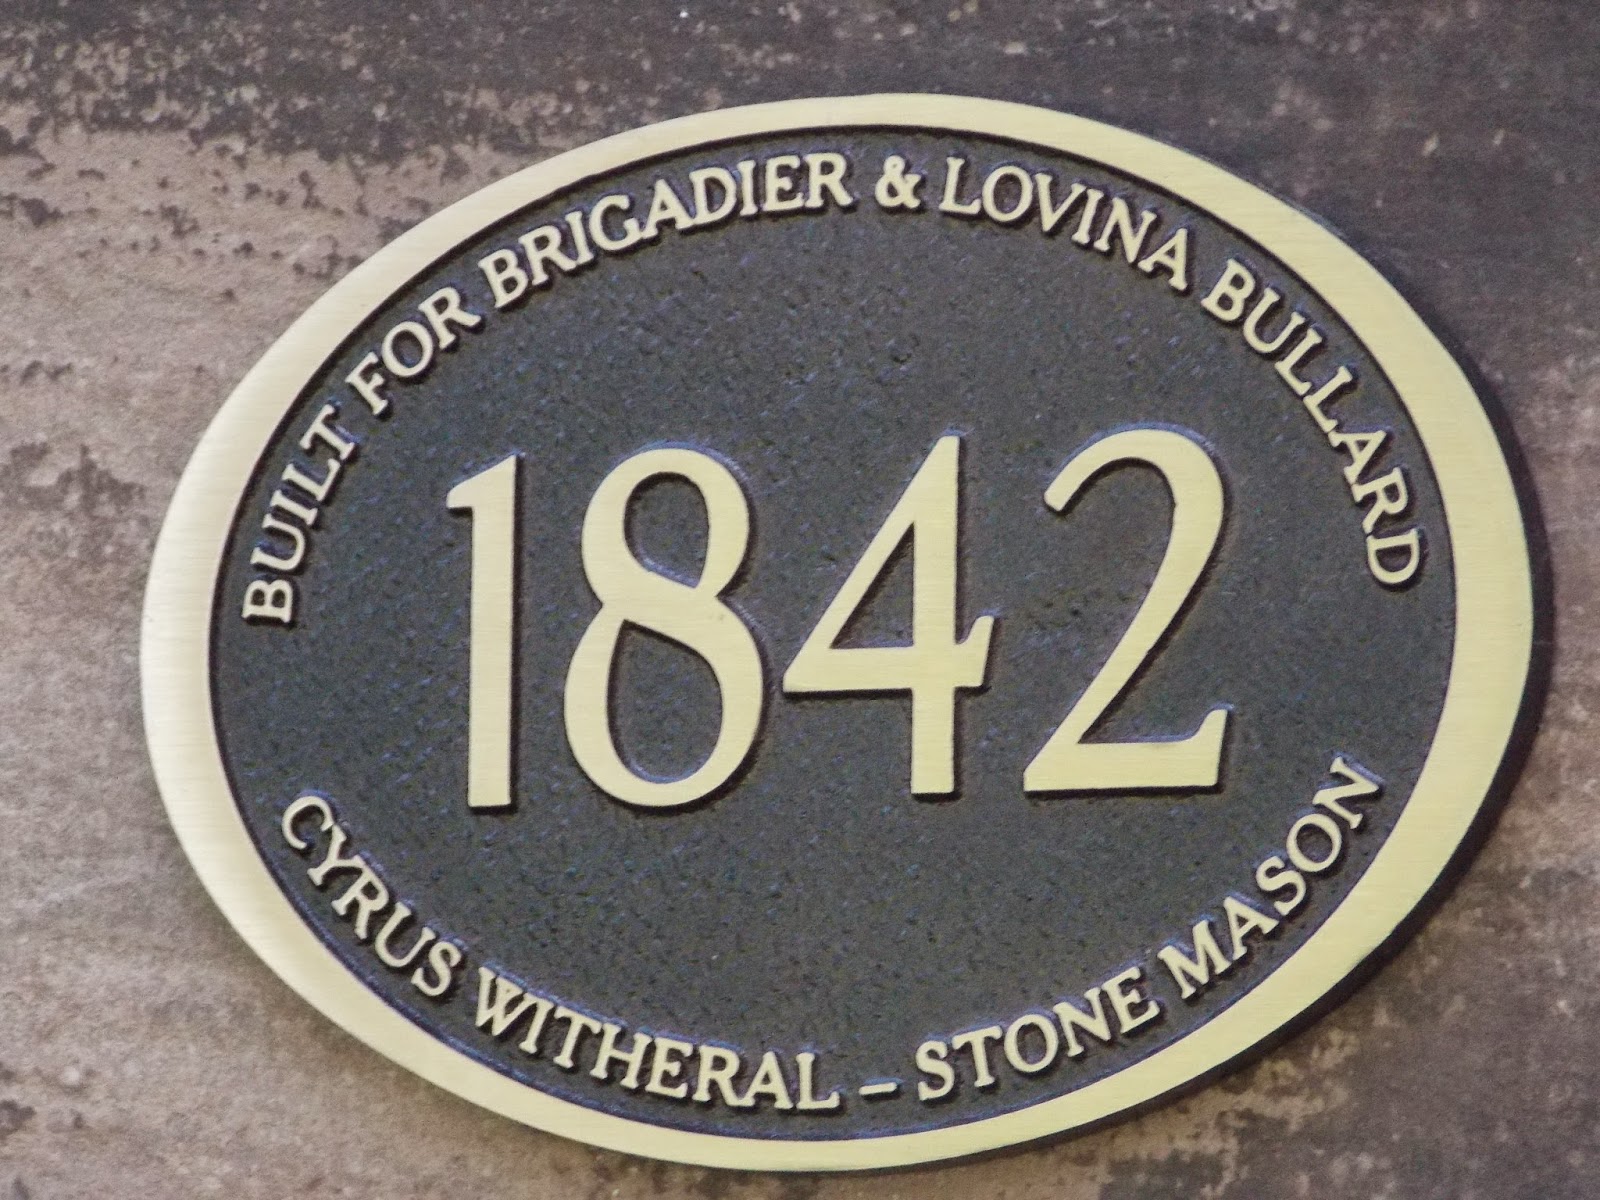 BUILT FOR BRIGADIER & LOVINA BULLARD
1842
CYRUS WITHERAL – STONE MASON